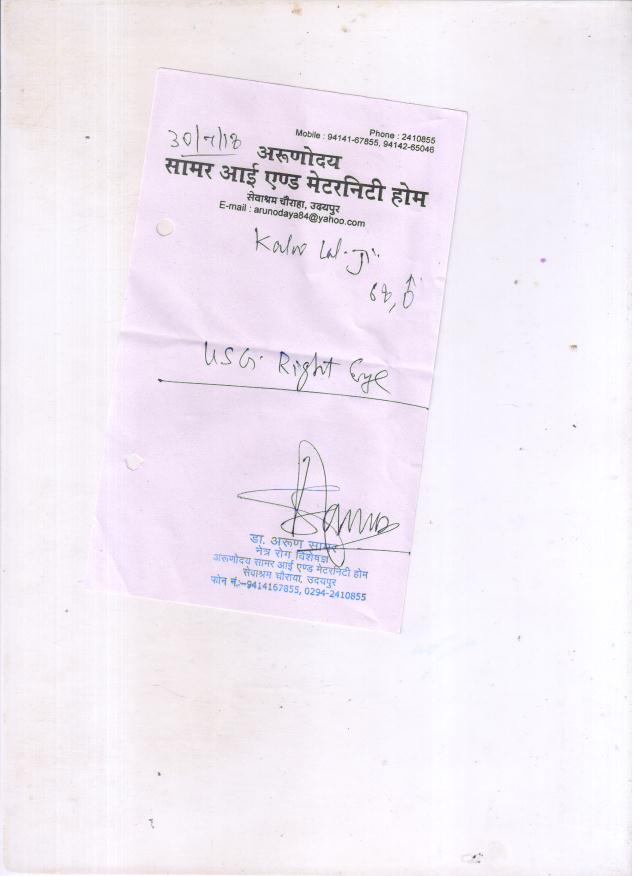 Phone : 2410855
Mobile : 94141-67855, 94142-65046
30/7/18
अरूणोदय
सामर आई एण्ड मेटरनिटी होम
सेवाश्रम चौराहा, उदयपुर
E-mail : arunodaya84@yahoo.com
Lal-Ji
USG. Right Eye
डा. अरूण सामर
नेत्र रोग विशेषज्ञ
अरूणोदय सामर आई एण्ड मेटरनिटी होम
सेवाश्रम चौराया, उदयपुर
फोन नं.:-9414167855, 0294-2410855